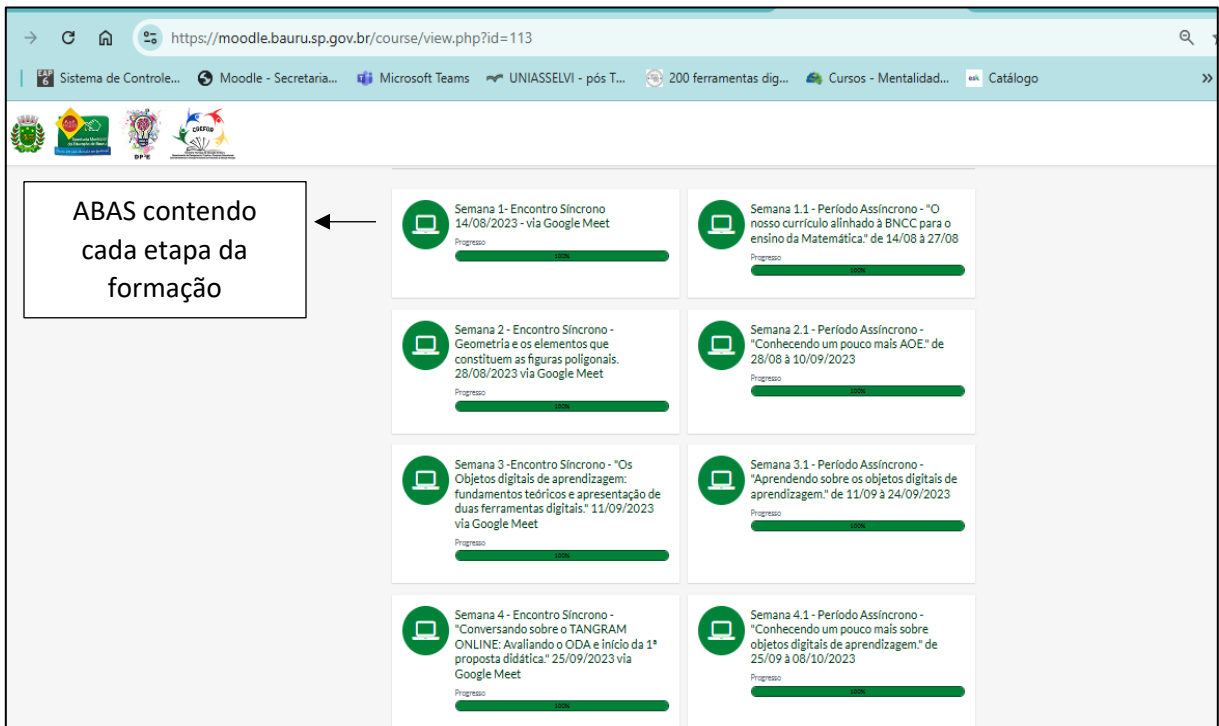 https://moodle.bauru.sp.gov.br/course/view.php?id=113
Sistema de Controle... Moodle - Secretaria... Microsoft Teams UNIASSELVI - pós T... 200 ferramentas dig... Cursos - Mentalidad... Catálogo
EAP
6
esk
DPPE
COEFOP
ABAS contendo
cada etapa da
formação
Semana 1- Encontro Síncrono
14/08/2023 - via Google Meet
Progresso
100%
Semana 1.1 - Período Assíncrono - "O
nosso currículo alinhado à BNCC para o
ensino da Matemática." de 14/08 à 27/08
Progresso
100%
Semana 2 - Encontro Síncrono -
Geometria e os elementos que
constituem as figuras poligonais.
28/08/2023 via Google Meet
Progresso
100%
Semana 2.1 - Período Assíncrono -
"Conhecendo um pouco mais AOE." de
28/08 à 10/09/2023
Progresso
100%
Semana 3 -Encontro Síncrono - "Os
Objetos digitais de aprendizagem:
fundamentos teóricos e apresentação de
duas ferramentas digitais." 11/09/2023
via Google Meet
Progresso
100%
Semana 3.1 - Período Assíncrono -
"Aprendendo sobre os objetos digitais de
aprendizagem." de 11/09 à 24/09/2023
Progresso
100%
Semana 4 - Encontro Síncrono -
"Conversando sobre o TANGRAM
ONLINE: Avaliando o ODA e início da 1ª
proposta didática." 25/09/2023 via
Google Meet
Progresso
100%
Semana 4.1 - Período Assíncrono -
"Conhecendo um pouco mais sobre
objetos digitais de aprendizagem." de
25/09 à 08/10/2023
Progresso
100%